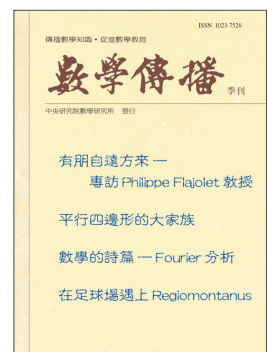 ISSN 1023-7526
傳播數學知識・促進數學教育
數學傳播 季刊
中央研究院數學研究所 發行
有朋自遠方來 —
專訪 Philippe Flajolet 教授
平行四邊形的大家族
數學的詩篇 — Fourier 分析
在足球場遇上 Regiomontanus